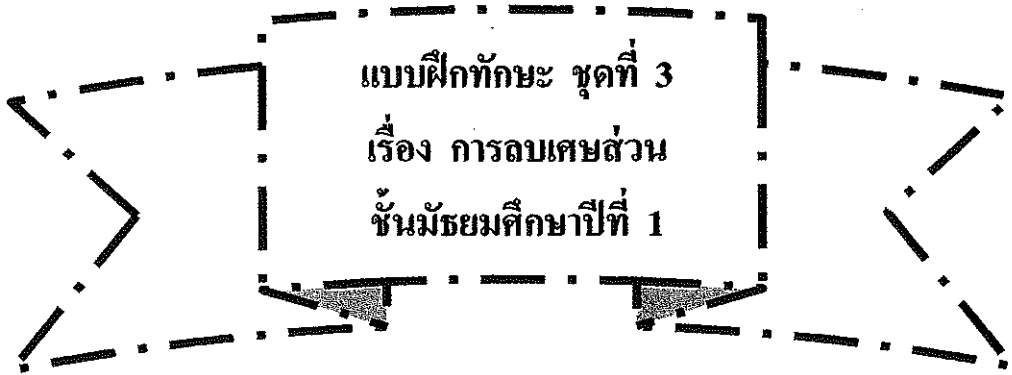 แบบฝึกทักษะ ชุดที่ 3
เรื่อง การลบเศษส่วน
ชั้นมัธยมศึกษาปีที่ 1